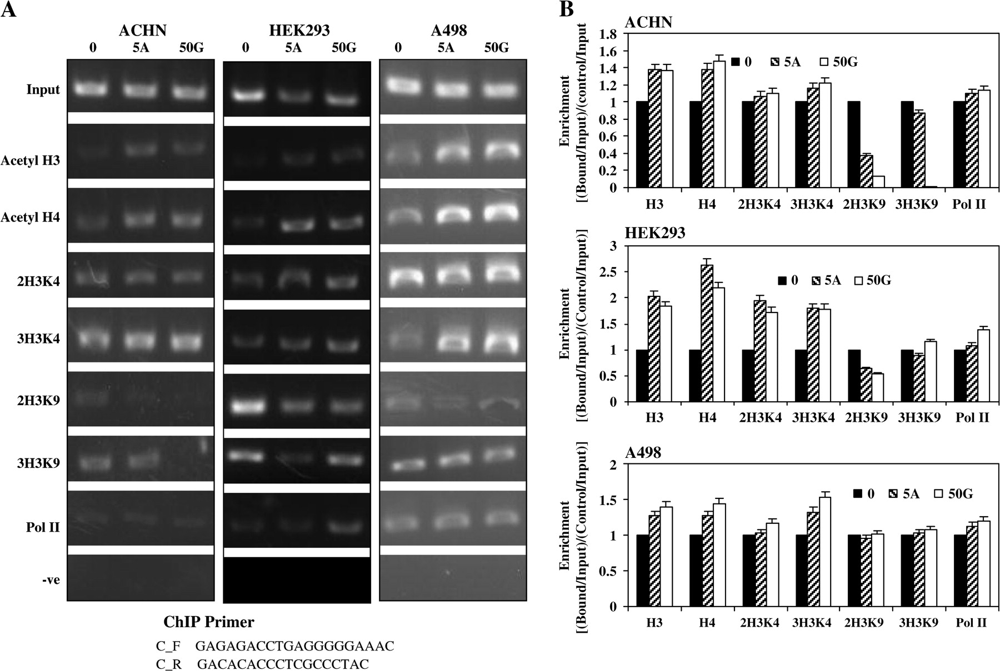 A
ACHN HEK293 A498
0 5A 50G 0 5A 50G 0 5A 50G
Input
Acetyl H3
Acetyl H4
2H3K4
3H3K4
2H3K9
3H3K9
Pol II
-ve
ChIP Primer
C_F GAGAGACCTGAGGGGGAAAC
C_R GACACACCCTCGCCCTAC
B
ACHN
Enrichment
[(Bound/Input)/(control/Input
1.8
1.6
1.4
1.2
1
0.8
0.6
0.4
0.2
0
0 5A 50G
H3 H4 2H3K4 3H3K4 2H3K9 3H3K9 Pol II
HEK293
Enrichment
[(Bound/Input)/(Control/Input)]
3
2.5
2
1.5
1
0.5
0
0 5A 50G
H3 H4 2H3K4 3H3K4 2H3K9 3H3K9 Pol II
A498
Enrichment
[(Bound/Input)/(Control/Input)]
2
1.5
1
0.5
0
0 5A 50G
H3 H4 2H3K4 3H3K4 2H3K9 3H3K9 Pol II